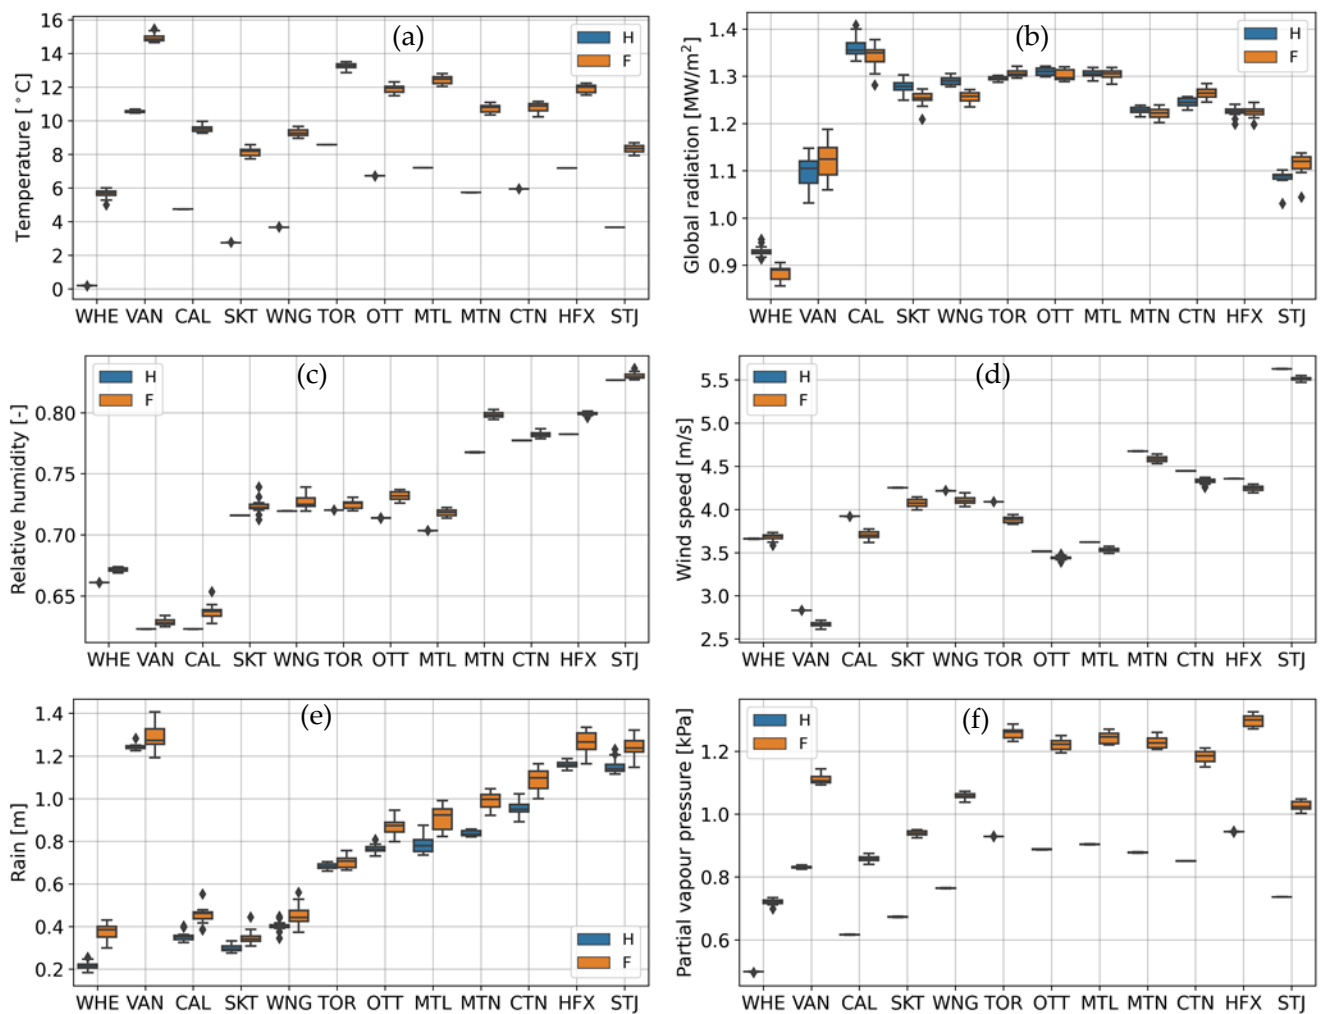 (a)
H
F
Temperature [°C]
16
14
12
10
8
6
4
2
0
WHE VAN CAL SKT WNG TOR OTT MTL MTN CTN HFX STJ
(b)
H
F
Global radiation [MW/m²]
1.4
1.3
1.2
1.1
1.0
0.9
WHE VAN CAL SKT WNG TOR OTT MTL MTN CTN HFX STJ
(c)
H
F
Relative humidity [-]
0.80
0.75
0.70
0.65
WHE VAN CAL SKT WNG TOR OTT MTL MTN CTN HFX STJ
(d)
H
F
Wind speed [m/s]
5.5
5.0
4.5
4.0
3.5
3.0
2.5
WHE VAN CAL SKT WNG TOR OTT MTL MTN CTN HFX STJ
(e)
H
F
Rain [m]
1.4
1.2
1.0
0.8
0.6
0.4
0.2
WHE VAN CAL SKT WNG TOR OTT MTL MTN CTN HFX STJ
(f)
H
F
Partial vapour pressure [kPa]
1.2
1.0
0.8
0.6
WHE VAN CAL SKT WNG TOR OTT MTL MTN CTN HFX STJ